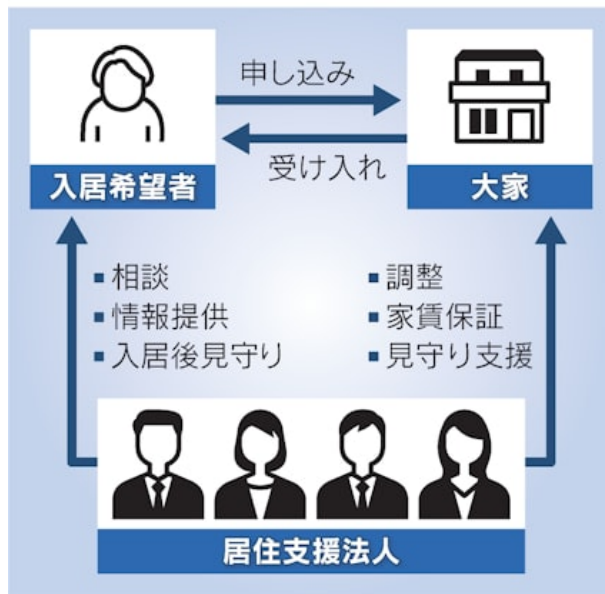 申し込み
受け入れ
入居希望者
大家
▪相談
▪情報提供
▪入居後見守り
▪調整
▪家賃保証
▪見守り支援
居住支援法人